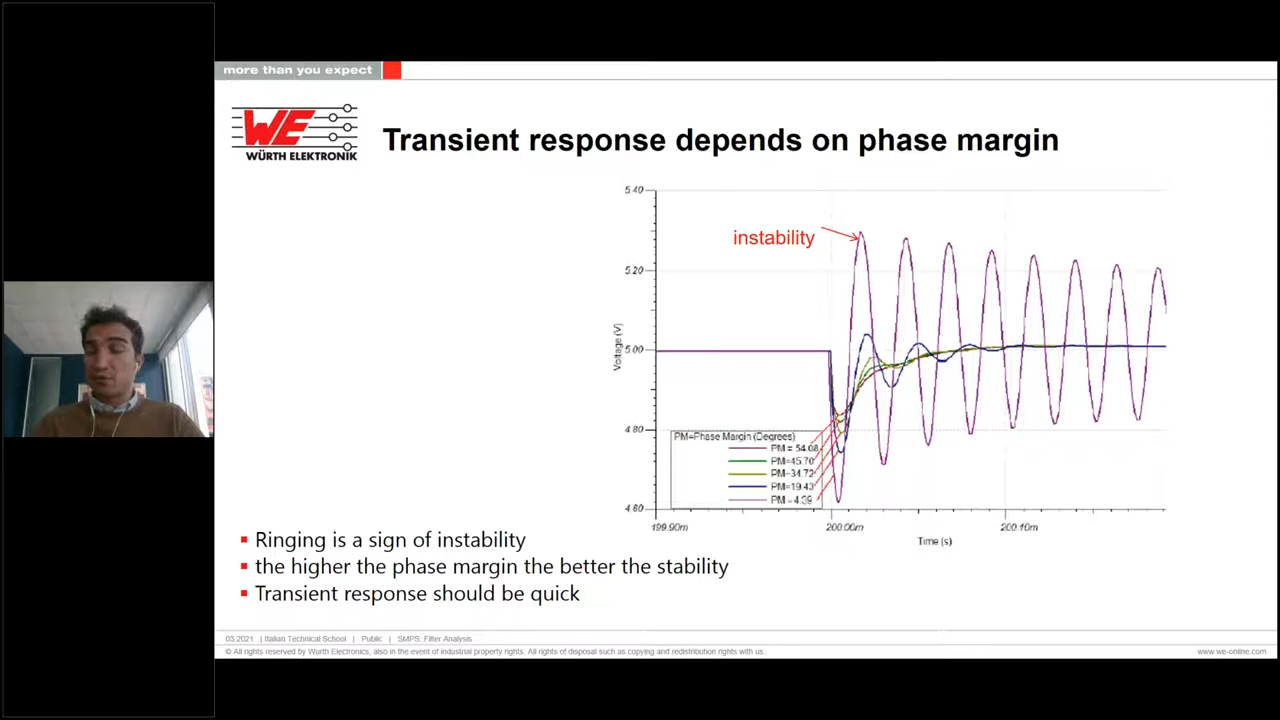 more than you expect
WE
WÜRTH ELEKTRONIK
Transient response depends on phase margin
5.40
instability
5.20
Voltage (V)
5.00
4.80
PM=Phase Margin (Degrees)
PM = 54.08
PM=45.70
PM=34.72
PM=19.43
PM = 4.39
4.60
199.90m
200.00m
200.10m
Time (s)
Ringing is a sign of instability
the higher the phase margin the better the stability
Transient response should be quick
03.2021 | Italian Technical School | Public | SMPS: Filter Analysis
© All rights reserved by Wurth Electronics, also in the event of industrial property rights. All rights of disposal such as copying and redistribution rights with us.
www.we-online.com